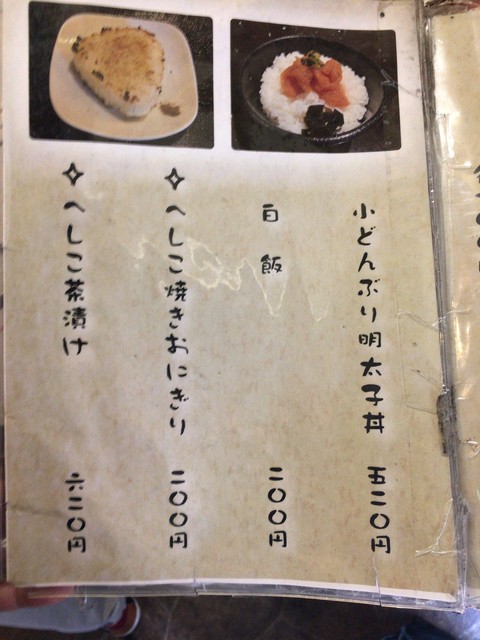 小どんぶり明太子丼 五二〇円
白飯 二〇〇円
✧へしこ焼きおにぎり 二〇〇円
✧へしこ茶漬け 六二〇円